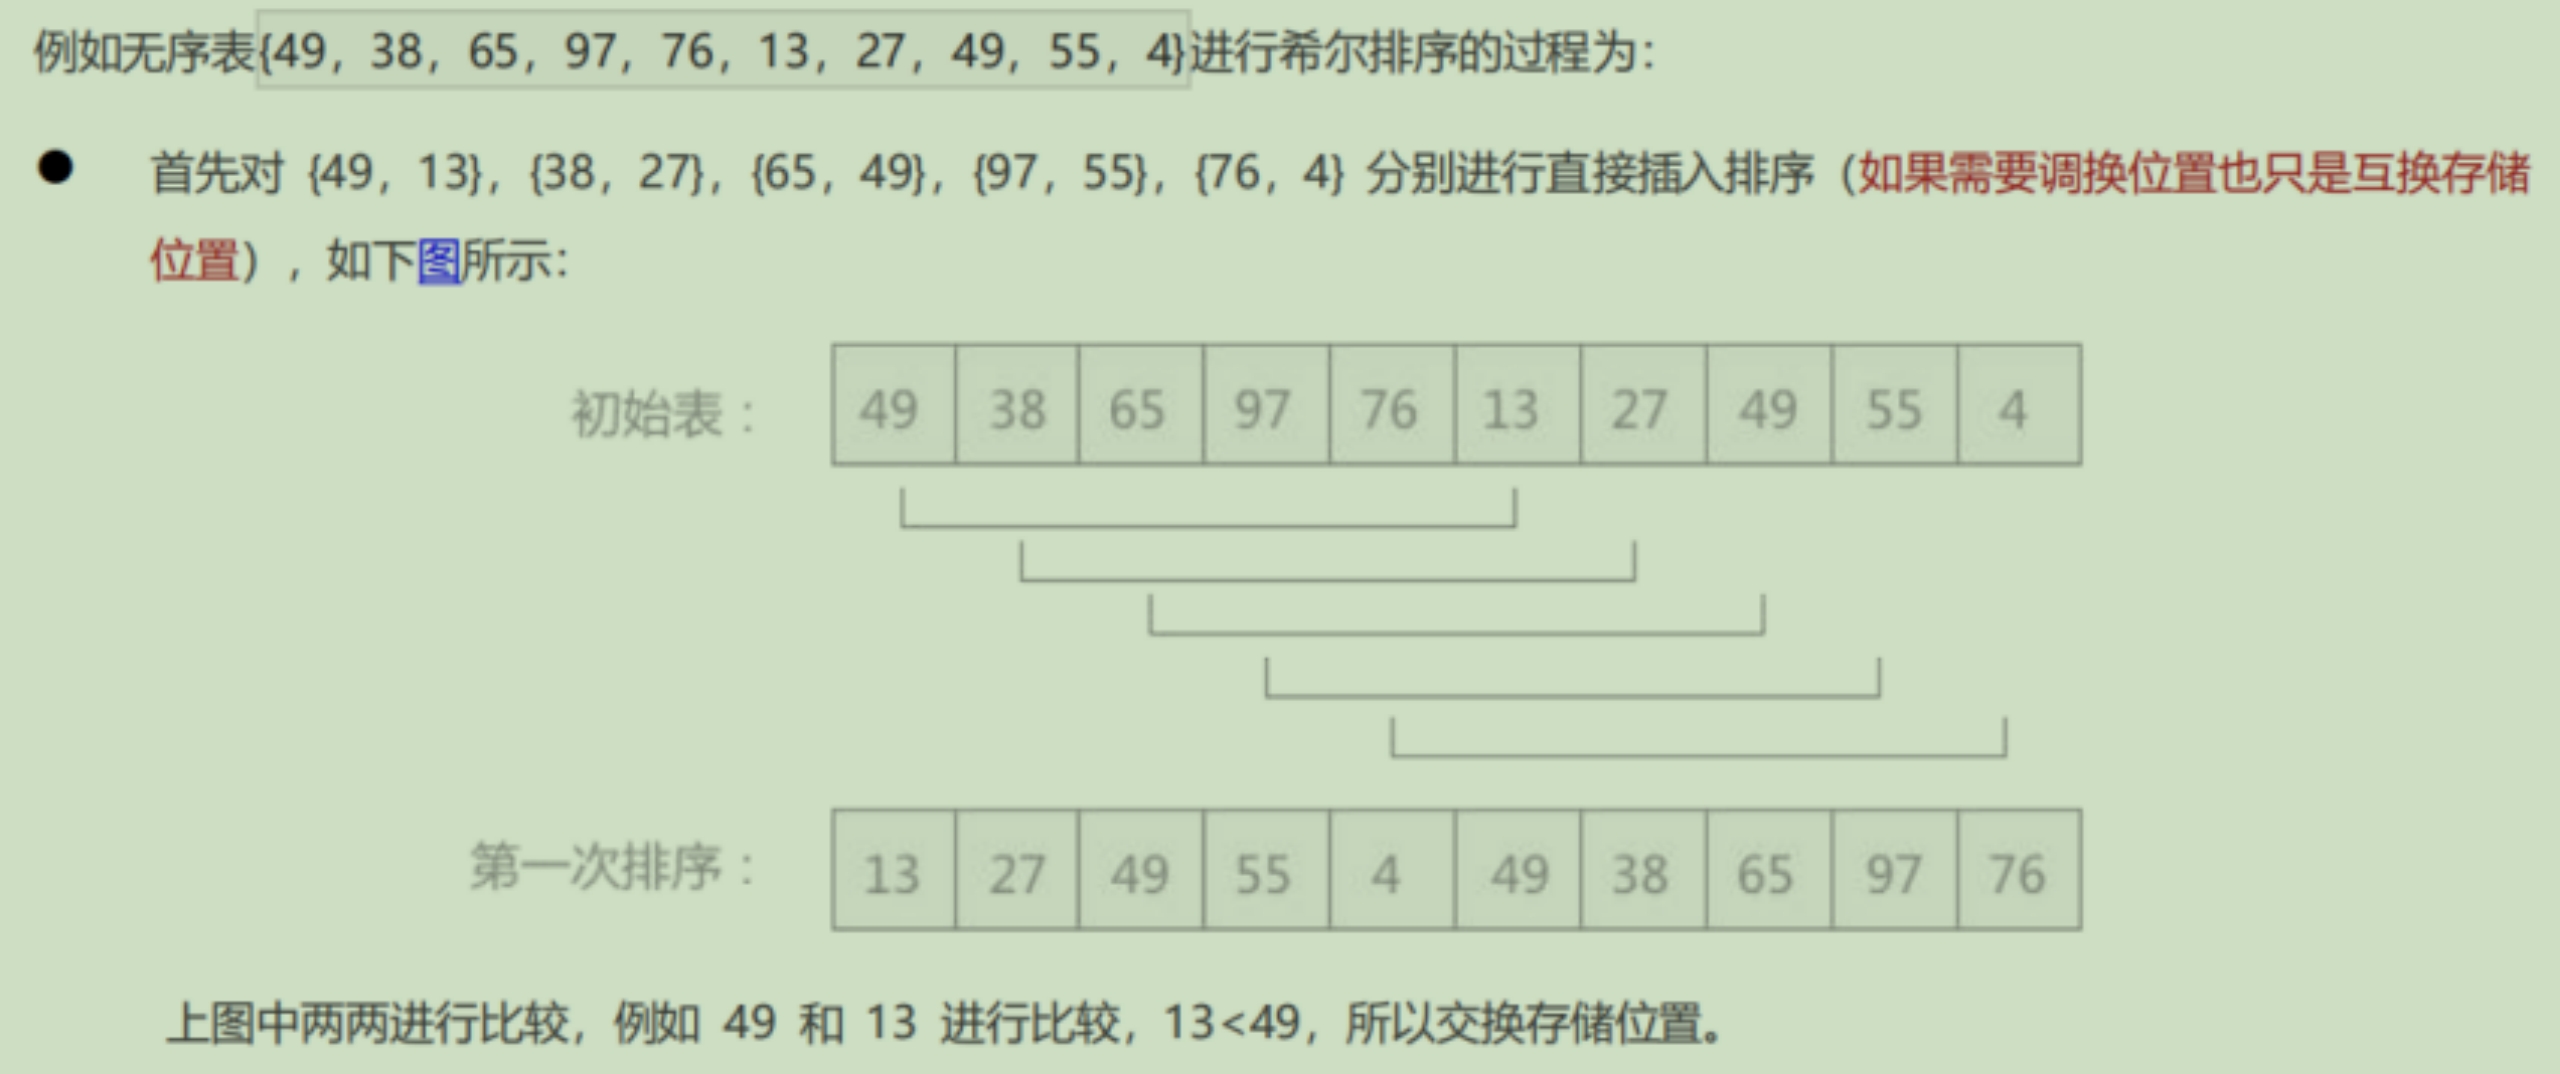 例如无序表{49, 38, 65, 97, 76, 13, 27, 49, 55, 4}进行希尔排序的过程为:
● 首先对 {49, 13}, {38, 27}, {65, 49}, {97, 55}, {76, 4} 分别进行直接插入排序 (如果需要调换位置也只是互换存储
位置), 如下图所示:
初始表: 49 38 65 97 76 13 27 49 55 4
第一次排序: 13 27 49 55 4 49 38 65 97 76
上图中两两进行比较, 例如 49 和 13 进行比较, 13<49, 所以交换存储位置。